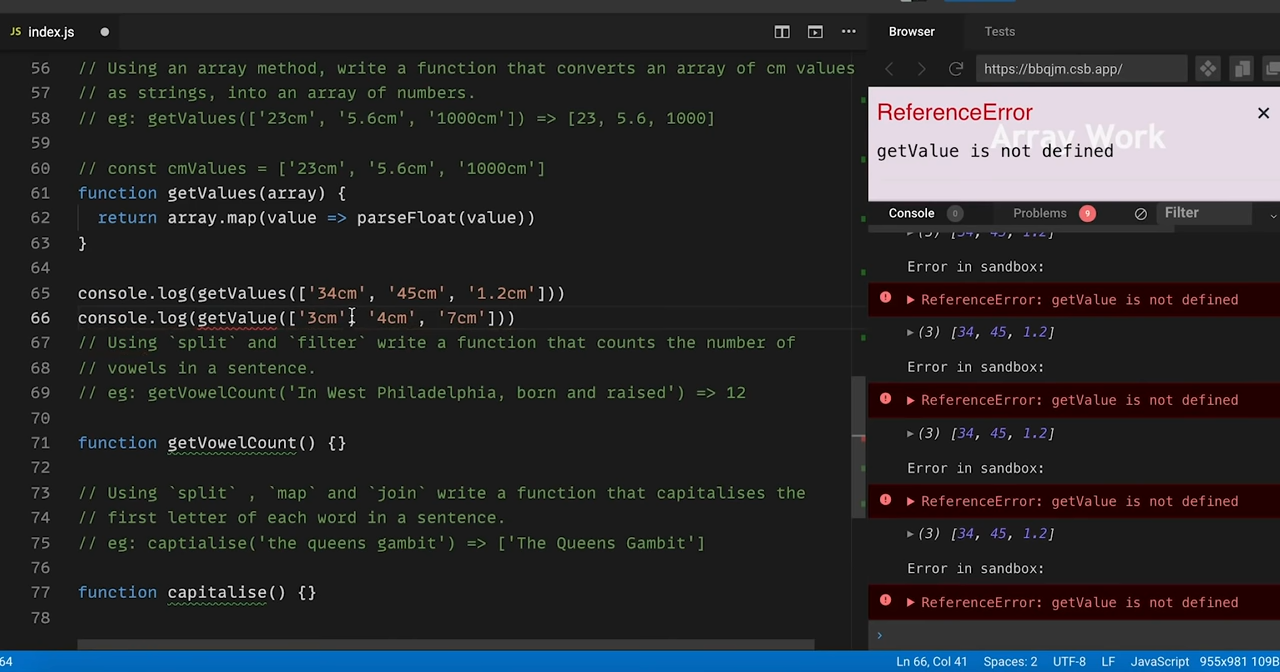 JS index.js
Browser
Tests
https://bbqjm.csb.app/
56 // Using an array method, write a function that converts an array of cm values
57 // as strings, into an array of numbers.
58 // eg: getValues(['23cm', '5.6cm', '1000cm']) => [23, 5.6, 1000]
59
60 // const cmValues = ['23cm', '5.6cm', '1000cm']
61 function getValues(array) {
62 return array.map(value => parseFloat(value))
63 }
64
65 console.log(getValues(['34cm', '45cm', '1.2cm']))
66 console.log(getValue(['3cm', '4cm', '7cm']))
67 // Using `split` and `filter` write a function that counts the number of
68 // vowels in a sentence.
69 // eg: getVowelCount('In West Philadelphia, born and raised') => 12
70
71 function getVowelCount() {}
72
73 // Using `split` , `map` and `join` write a function that capitalises the
74 // first letter of each word in a sentence.
75 // eg: captialise('the queens gambit') => ['The Queens Gambit']
76
77 function capitalise() {}
78
ReferenceError
Array Work
getValue is not defined
Console 0
Problems 9
Filter
(3) [34, 45, 1.2]
Error in sandbox:
ReferenceError: getValue is not defined
(3) [34, 45, 1.2]
Error in sandbox:
ReferenceError: getValue is not defined
(3) [34, 45, 1.2]
Error in sandbox:
ReferenceError: getValue is not defined
(3) [34, 45, 1.2]
Error in sandbox:
ReferenceError: getValue is not defined
64
Ln 66, Col 41
Spaces: 2
UTF-8
LF
JavaScript
955x981 109B